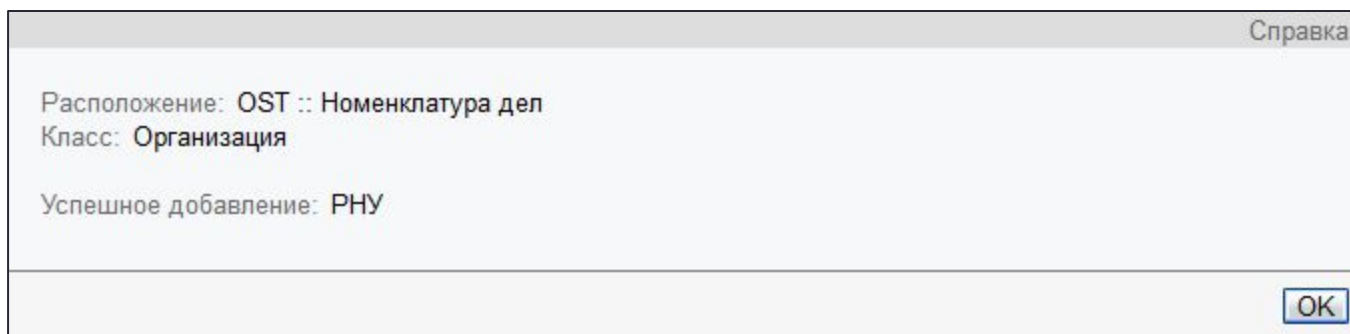 Справка
Расположение: OST :: Номенклатура дел
Класс: Организация
Успешное добавление: РНУ
OK